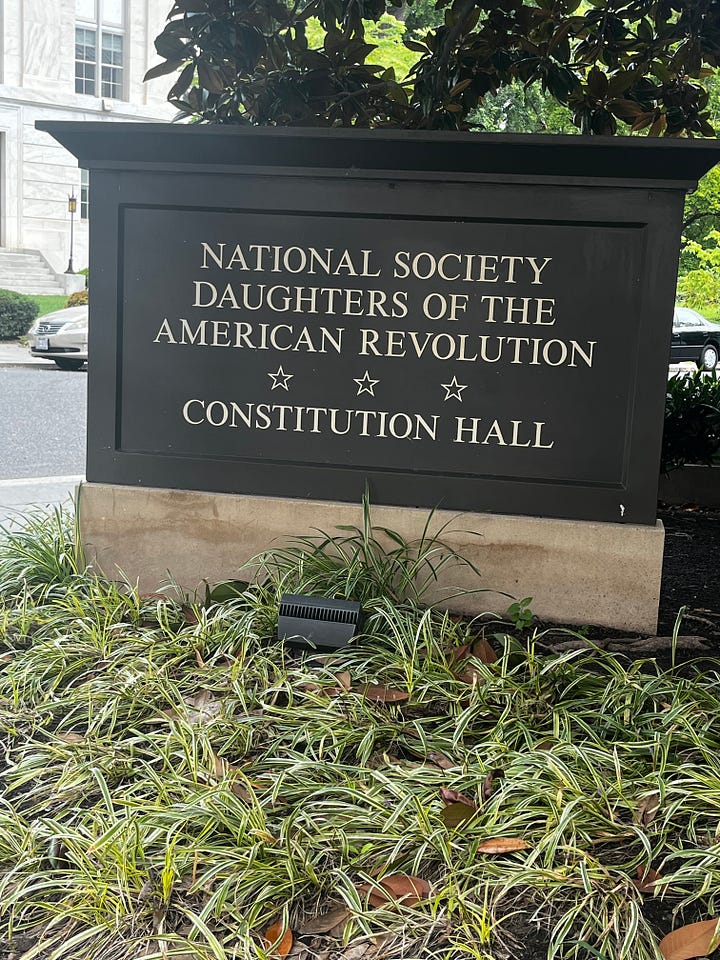 NATIONAL SOCIETY
DAUGHTERS OF THE
AMERICAN REVOLUTION
CONSTITUTION HALL